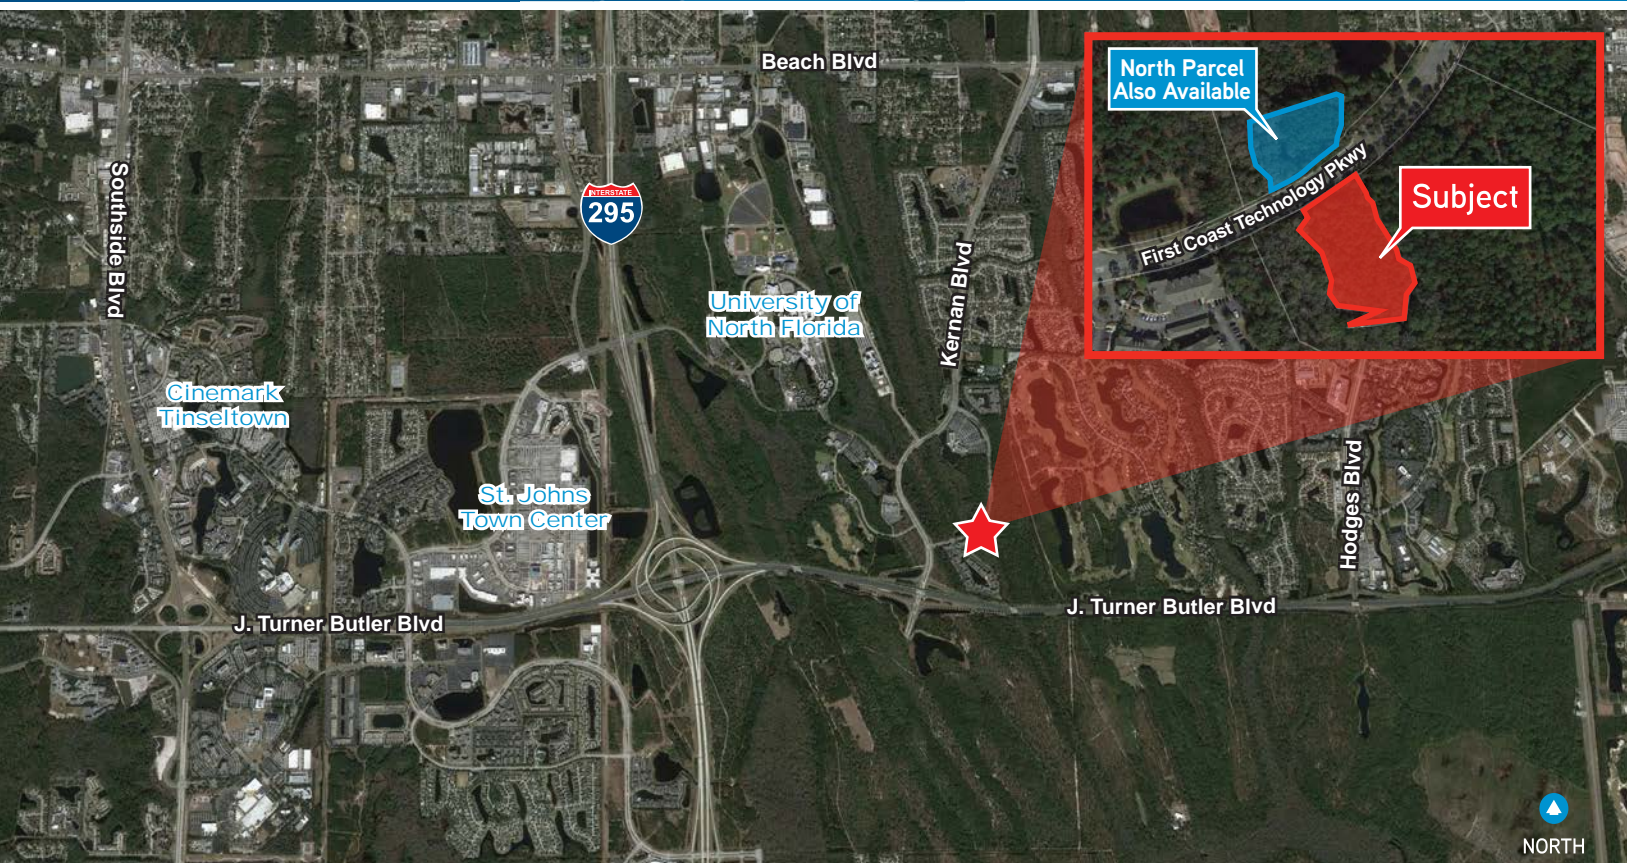 Beach Blvd
North Parcel
Also Available
First Coast Technology Pkwy
Subject
Southside Blvd
INTERSTATE
295
Kernan Blvd
University of
North Florida
Cinemark
Tinseltown
St. Johns
Town Center
Hodges Blvd
J. Turner Butler Blvd
J. Turner Butler Blvd
NORTH